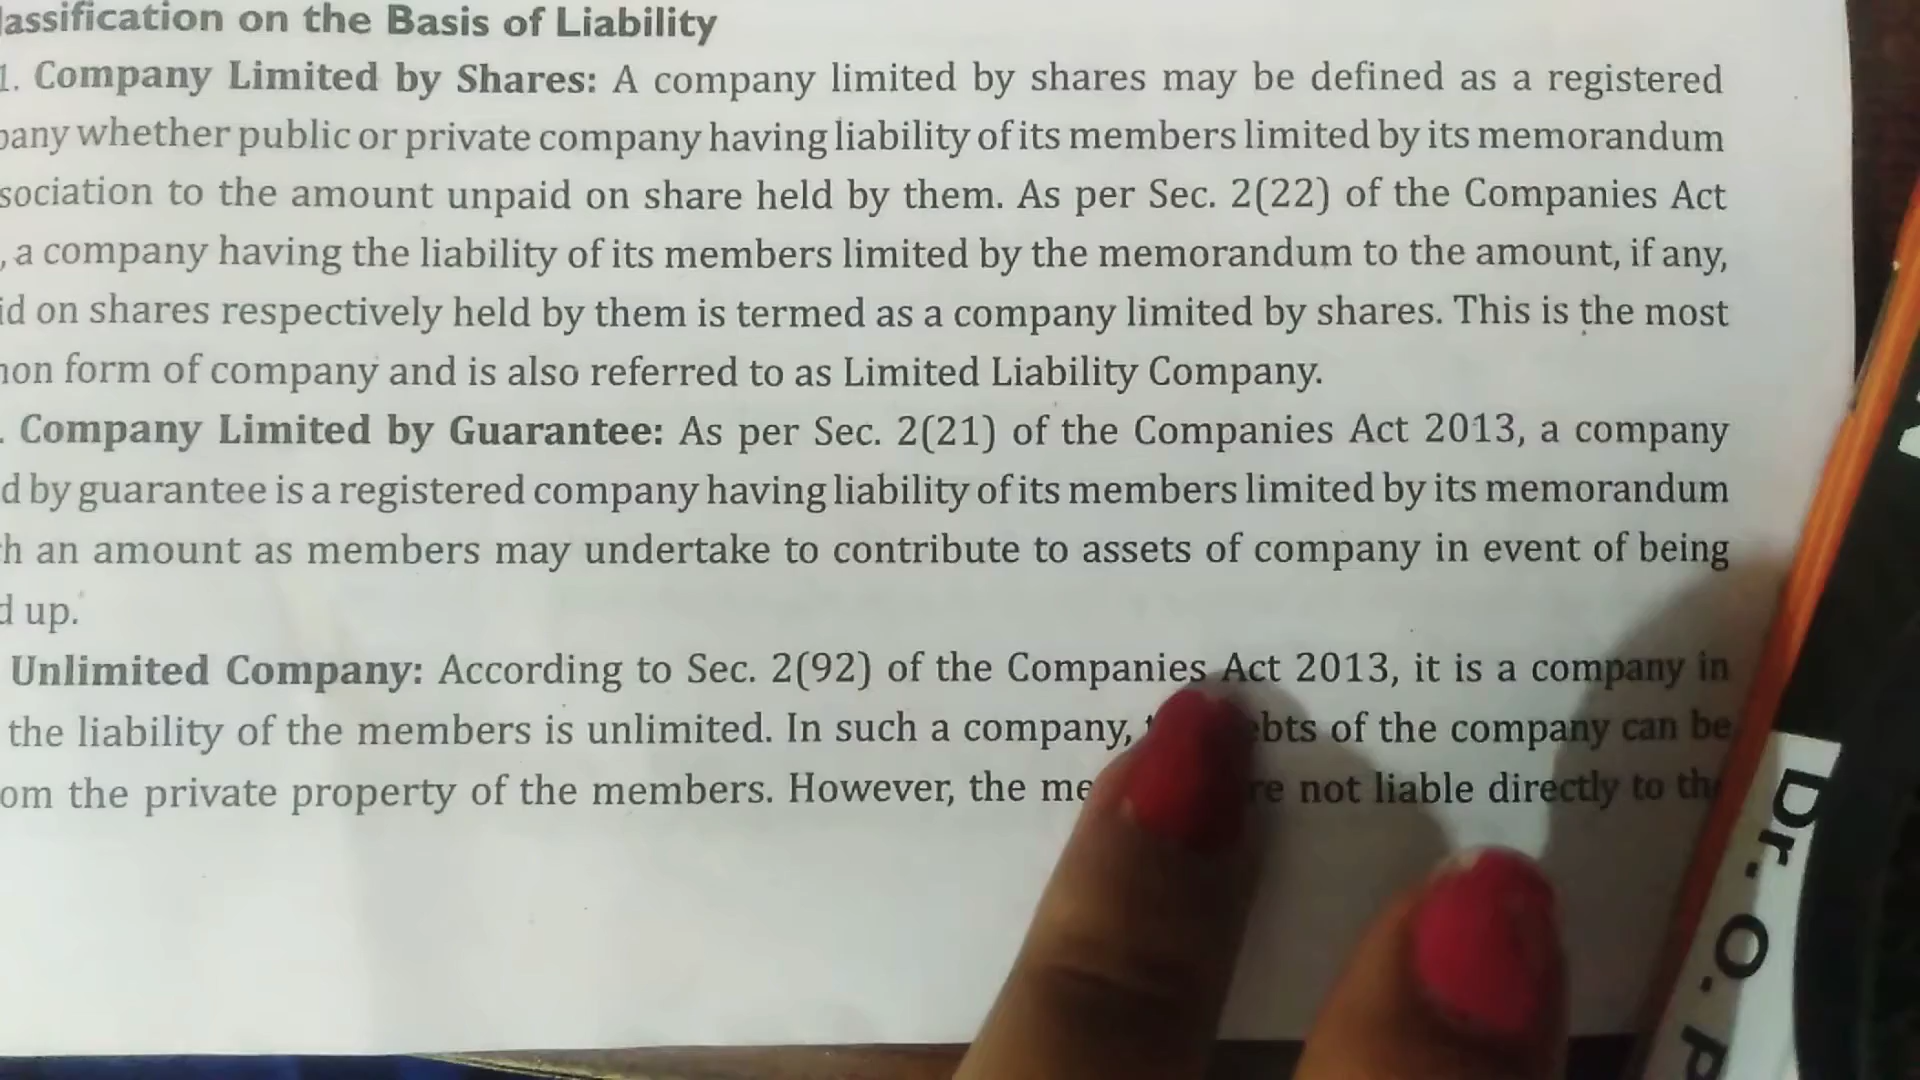 assification on the Basis of Liability
1. Company Limited by Shares: A company limited by shares may be defined as a registered
pany whether public or private company having liability of its members limited by its memorandum
sociation to the amount unpaid on share held by them. As per Sec. 2(22) of the Companies Act
, a company having the liability of its members limited by the memorandum to the amount, if any,
id on shares respectively held by them is termed as a company limited by shares. This is the most
non form of company and is also referred to as Limited Liability Company.
. Company Limited by Guarantee: As per Sec. 2(21) of the Companies Act 2013, a company
d by guarantee is a registered company having liability of its members limited by its memorandum
h an amount as members may undertake to contribute to assets of company in event of being
d up.
Unlimited Company: According to Sec. 2(92) of the Companies Act 2013, it is a company in
the liability of the members is unlimited. In such a company, ebts of the company can be
om the private property of the members. However, the me re not liable directly to the
Dr. O. P